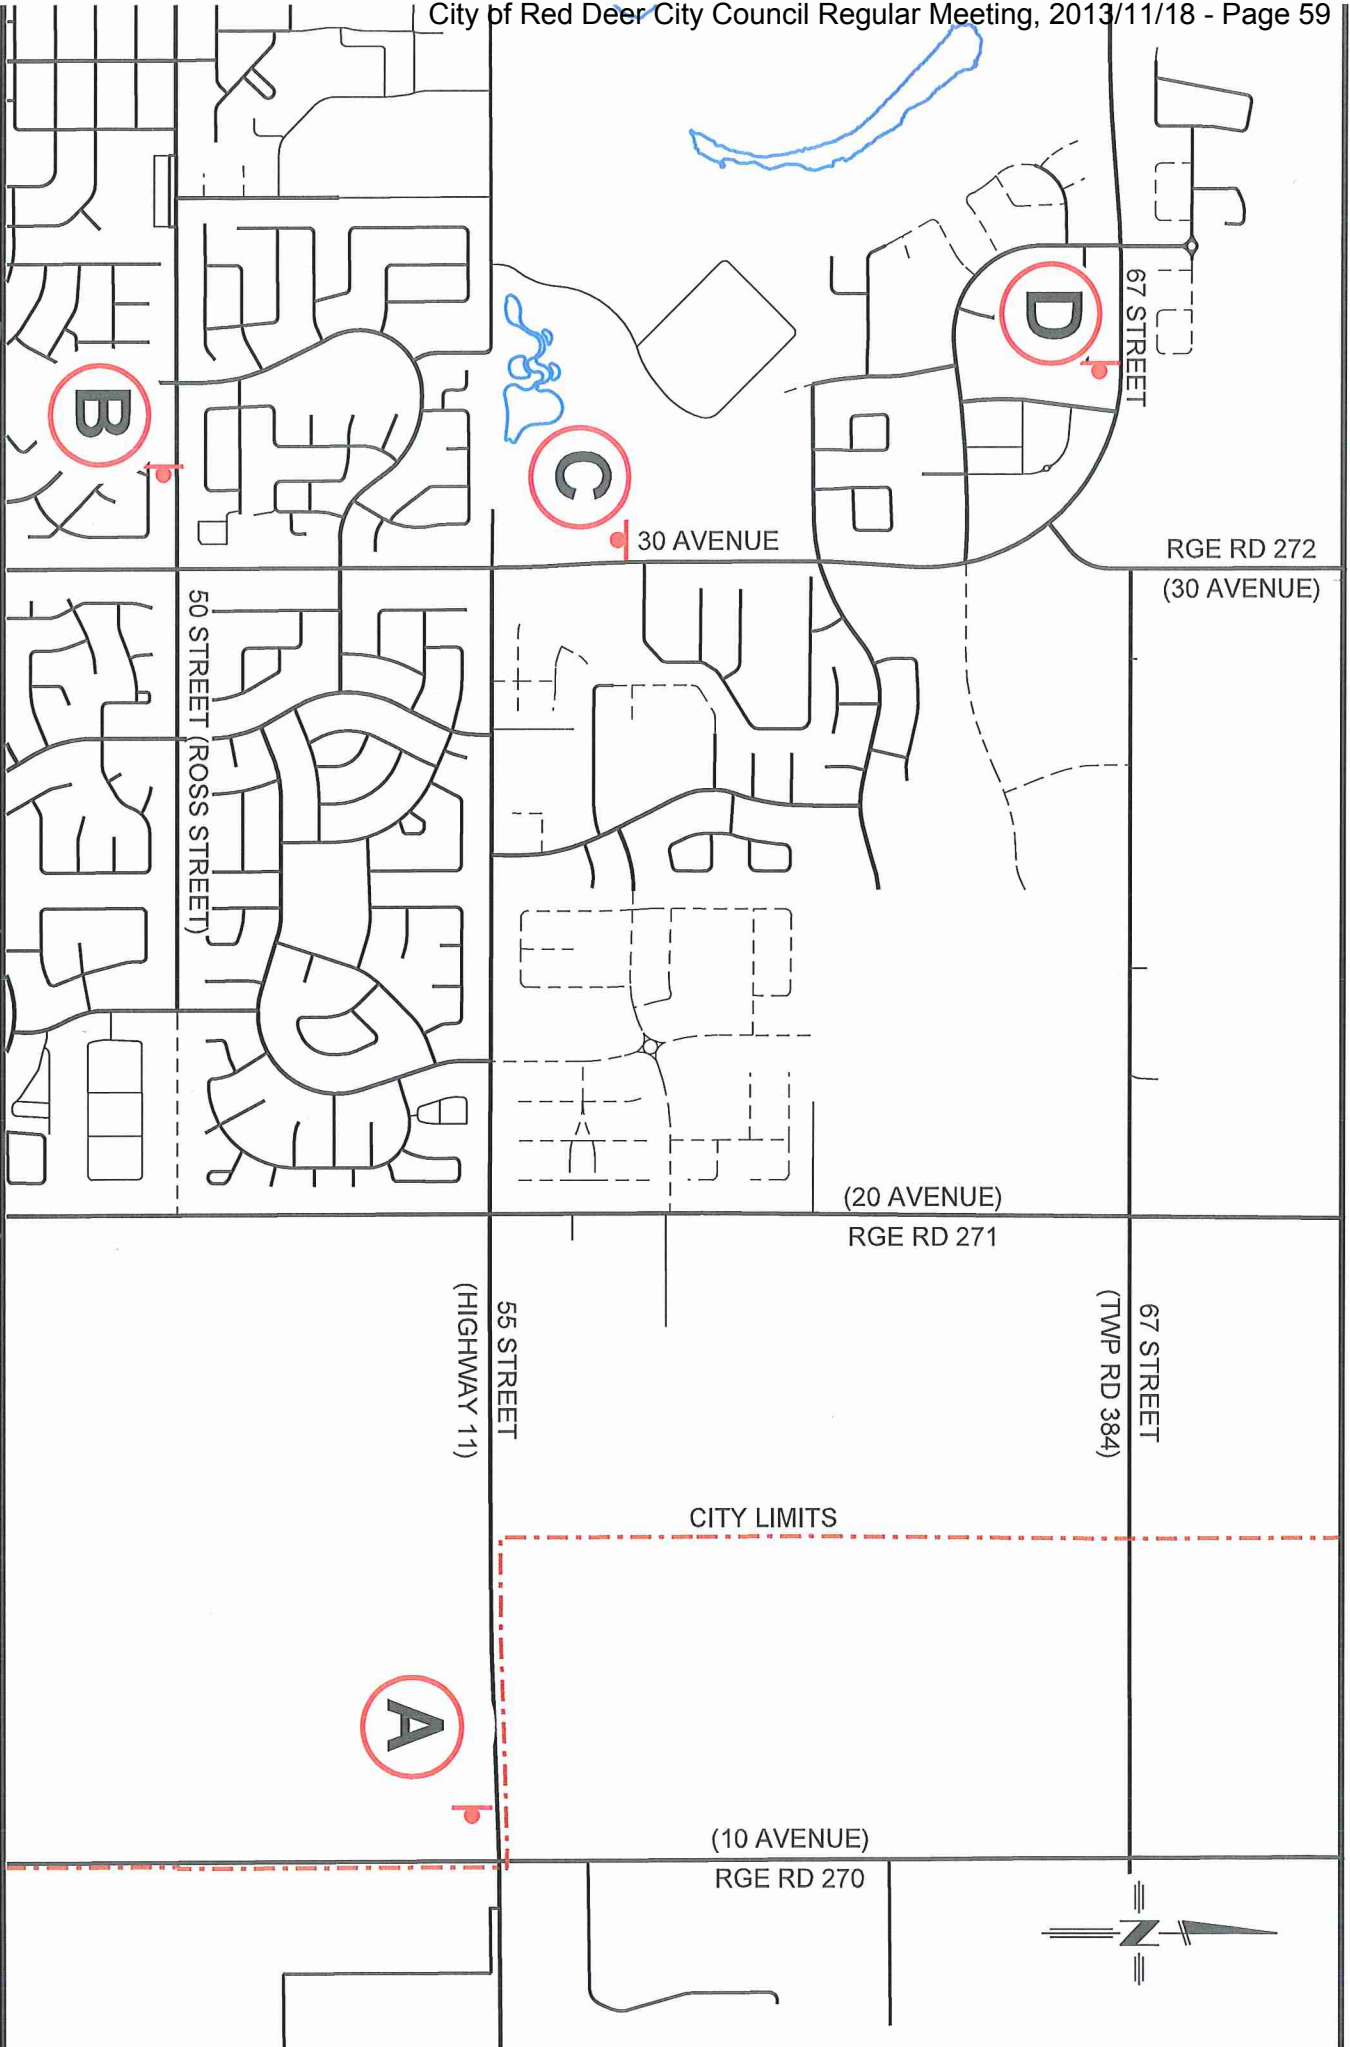 City of Red Deer City Council Regular Meeting, 2013/11/18 - Page 59
D
67 STREET
B
C
30 AVENUE
RGE RD 272
(30 AVENUE)
50 STREET (ROSS STREET)
(20 AVENUE)
RGE RD 271
55 STREET
(HIGHWAY 11)
67 STREET
(TWP RD 384)
CITY LIMITS
A
(10 AVENUE)
RGE RD 270
N